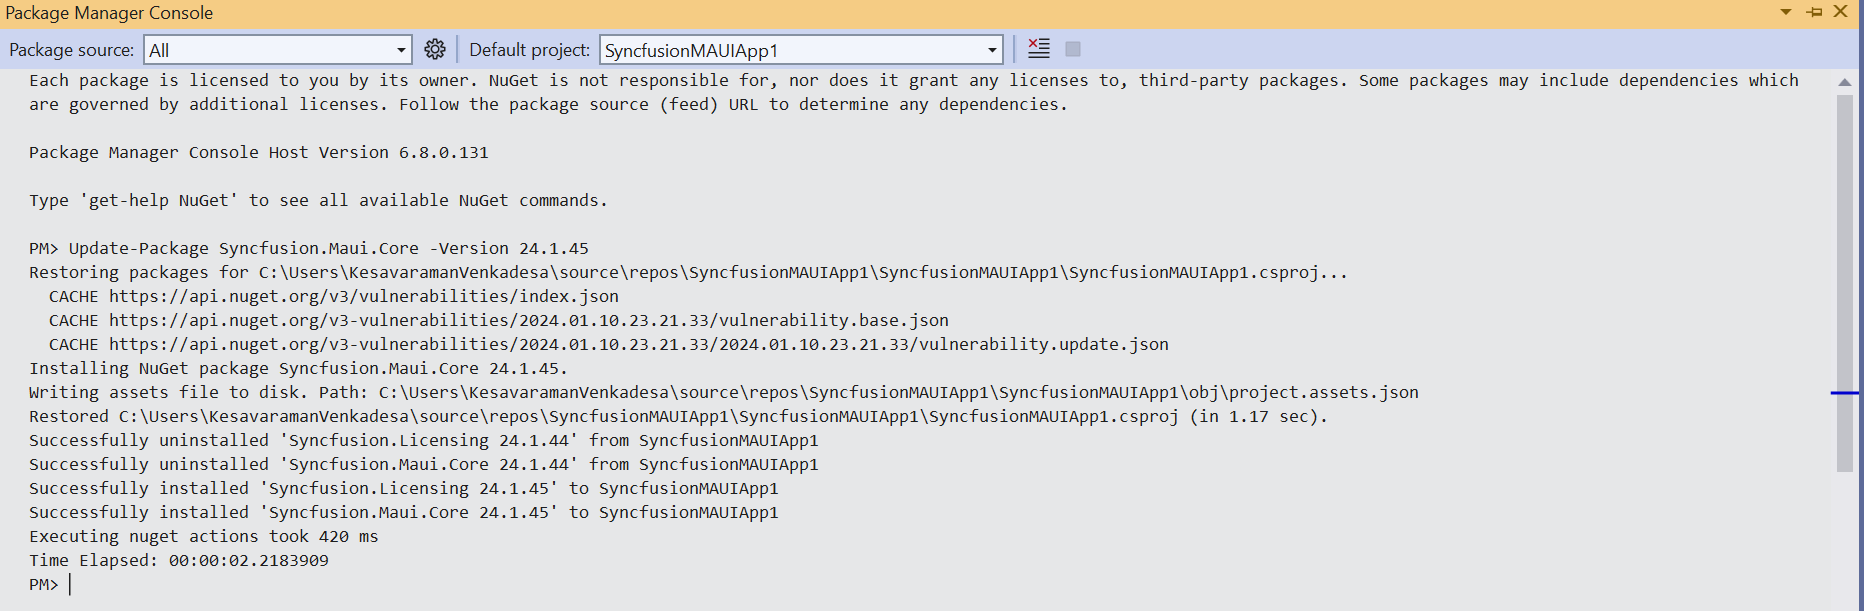 Package Manager Console
Package source: All Default project: SyncfusionMAUIApp1
Each package is licensed to you by its owner. NuGet is not responsible for, nor does it grant any licenses to, third-party packages. Some packages may include dependencies which
are governed by additional licenses. Follow the package source (feed) URL to determine any dependencies.
Package Manager Console Host Version 6.8.0.131
Type 'get-help NuGet' to see all available NuGet commands.
PM> Update-Package Syncfusion.Maui.Core -Version 24.1.45
Restoring packages for C:\Users\KesavaramanVenkadesa\source\repos\SyncfusionMAUIApp1\SyncfusionMAUIApp1\SyncfusionMAUIApp1.csproj...
CACHE https://api.nuget.org/v3/vulnerabilities/index.json
CACHE https://api.nuget.org/v3-vulnerabilities/2024.01.10.23.21.33/vulnerability.base.json
CACHE https://api.nuget.org/v3-vulnerabilities/2024.01.10.23.21.33/2024.01.10.23.21.33/vulnerability.update.json
Installing NuGet package Syncfusion.Maui.Core 24.1.45.
Writing assets file to disk. Path: C:\Users\KesavaramanVenkadesa\source\repos\SyncfusionMAUIApp1\SyncfusionMAUIApp1\obj\project.assets.json
Restored C:\Users\KesavaramanVenkadesa\source\repos\SyncfusionMAUIApp1\SyncfusionMAUIApp1\SyncfusionMAUIApp1.csproj (in 1.17 sec).
Successfully uninstalled 'Syncfusion.Licensing 24.1.44' from SyncfusionMAUIApp1
Successfully uninstalled 'Syncfusion.Maui.Core 24.1.44' from SyncfusionMAUIApp1
Successfully installed 'Syncfusion.Licensing 24.1.45' to SyncfusionMAUIApp1
Successfully installed 'Syncfusion.Maui.Core 24.1.45' to SyncfusionMAUIApp1
Executing nuget actions took 420 ms
Time Elapsed: 00:00:02.2183909
PM>